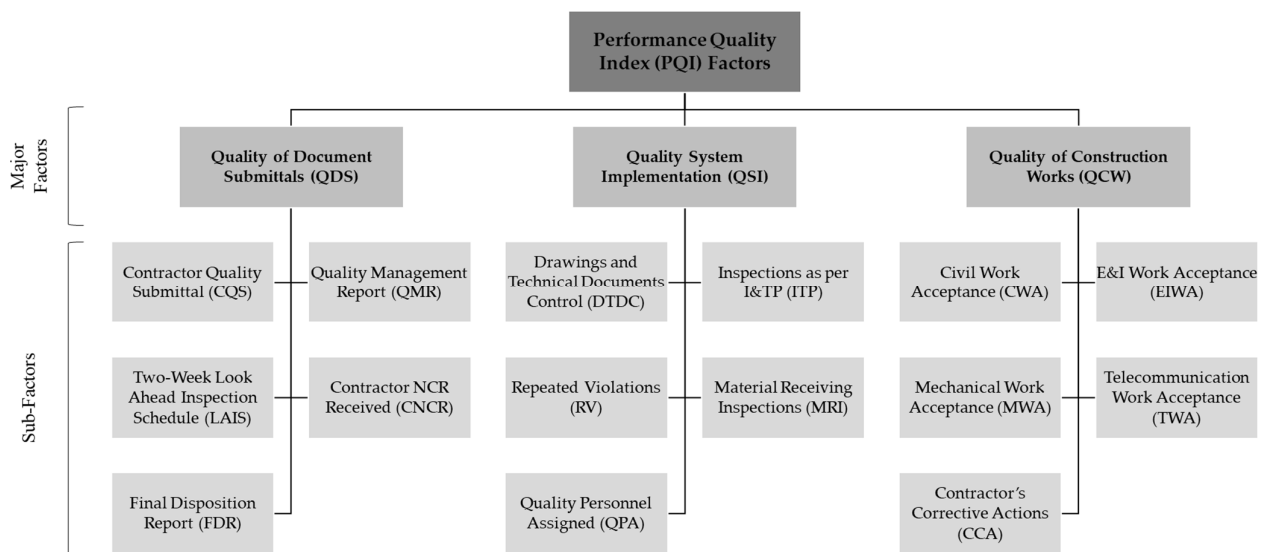 Performance Quality
Index (PQI) Factors
Major
Factors
Quality of Document
Submittals (QDS)
Quality System
Implementation (QSI)
Quality of Construction
Works (QCW)
Sub-Factors
Contractor Quality
Submittal (CQS)
Quality Management
Report (QMR)
Drawings and
Technical Documents
Control (DTDC)
Inspections as per
I&TP (ITP)
Civil Work
Acceptance (CWA)
E&I Work Acceptance
(EIWA)
Two-Week Look
Ahead Inspection
Schedule (LAIS)
Contractor NCR
Received (CNCR)
Repeated Violations
(RV)
Material Receiving
Inspections (MRI)
Mechanical Work
Acceptance (MWA)
Telecommunication
Work Acceptance
(TWA)
Final Disposition
Report (FDR)
Quality Personnel
Assigned (QPA)
Contractor's
Corrective Actions
(CCA)